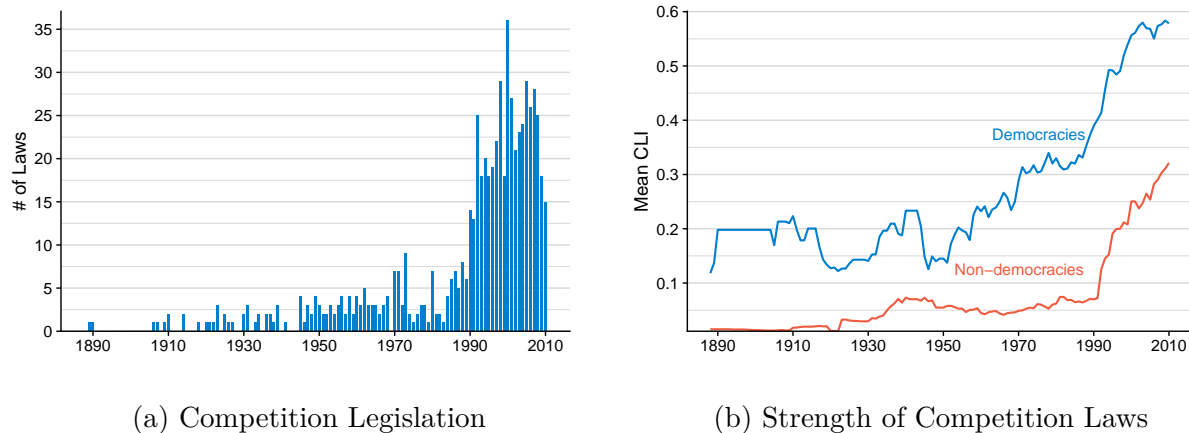 # of Laws
35
30
25
20
15
10
5
0
1890 1910 1930 1950 1970 1990 2010
(a) Competition Legislation
Mean CLI
0.6
0.5
0.4
0.3
0.2
0.1
Democracies
Non−democracies
1890 1910 1930 1950 1970 1990 2010
(b) Strength of Competition Laws